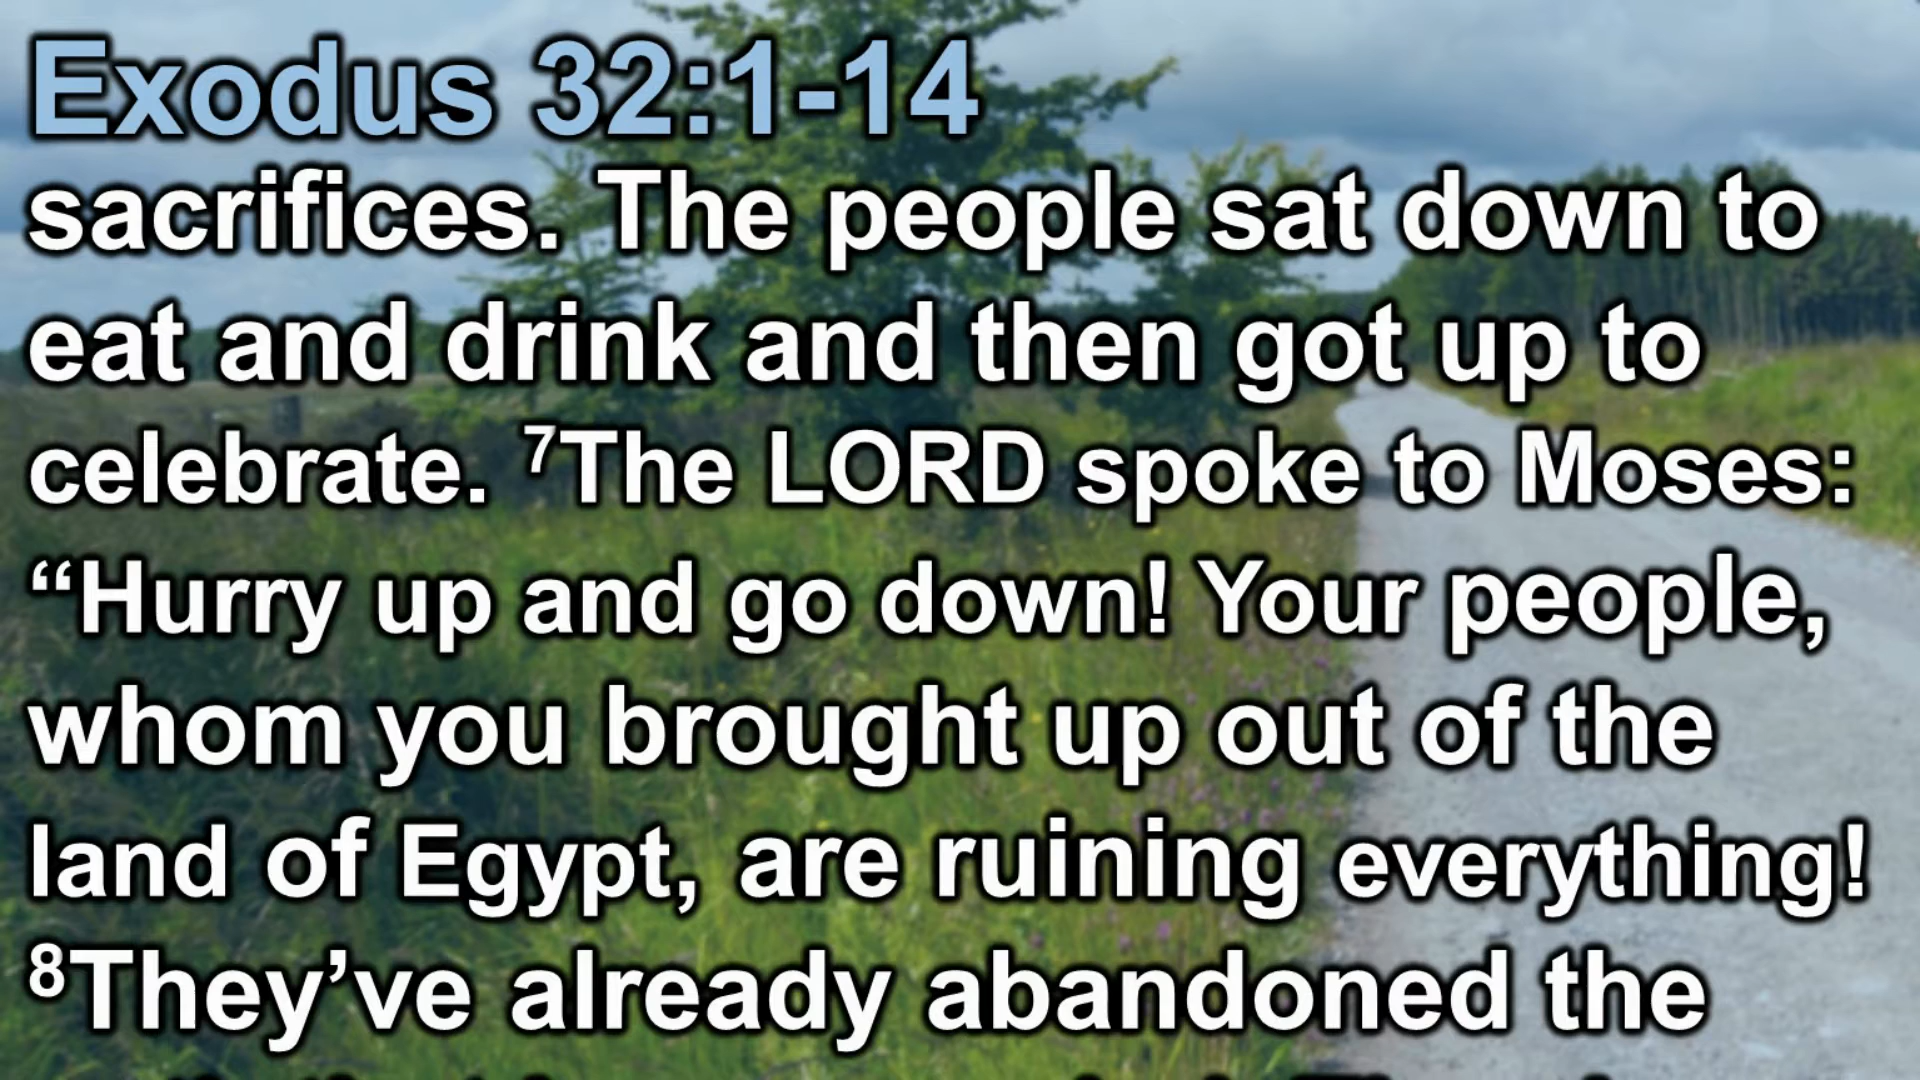 Exodus 32:1-14
sacrifices. The people sat down to
eat and drink and then got up to
celebrate. ⁷The LORD spoke to Moses:
“Hurry up and go down! Your people,
whom you brought up out of the
land of Egypt, are ruining everything!
⁸They’ve already abandoned the